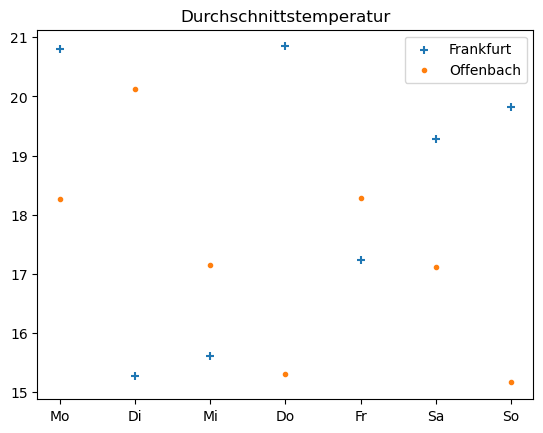 Durchschnittstemperatur
Frankfurt
Offenbach
21
20
19
18
17
16
15
Mo Di Mi Do Fr Sa So